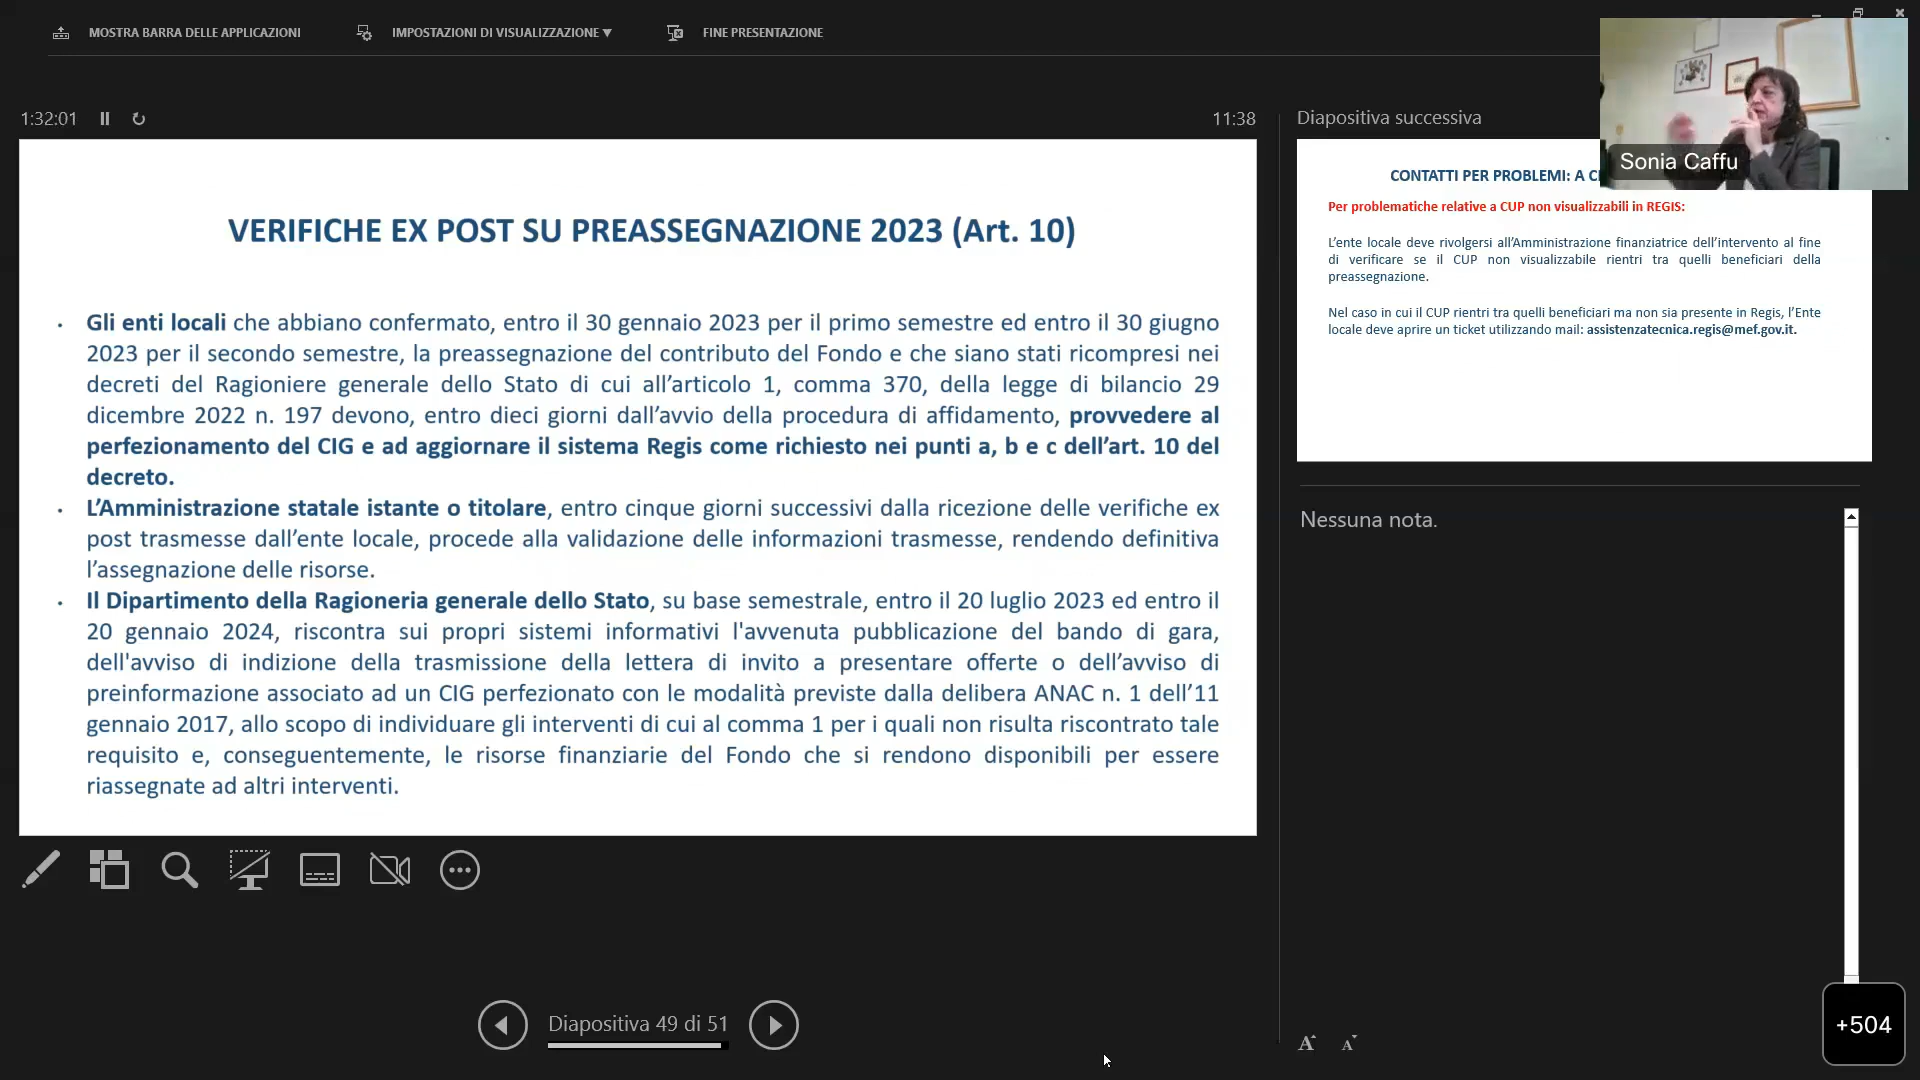 MOSTRA BARRA DELLE APPLICAZIONI
IMPOSTAZIONI DI VISUALIZZAZIONE ▼
FINE PRESENTAZIONE
1:32:01
11:38
VERIFICHE EX POST SU PREASSEGNAZIONE 2023 (Art. 10)
• Gli enti locali che abbiano confermato, entro il 30 gennaio 2023 per il primo semestre ed entro il 30 giugno
2023 per il secondo semestre, la preassegnazione del contributo del Fondo e che siano stati ricompresi nei
decreti del Ragioniere generale dello Stato di cui all’articolo 1, comma 370, della legge di bilancio 29
dicembre 2022 n. 197 devono, entro dieci giorni dall’avvio della procedura di affidamento, provvedere al
perfezionamento del CIG e ad aggiornare il sistema Regis come richiesto nei punti a, b e c dell’art. 10 del
decreto.
• L’Amministrazione statale istante o titolare, entro cinque giorni successivi dalla ricezione delle verifiche ex
post trasmesse dall’ente locale, procede alla validazione delle informazioni trasmesse, rendendo definitiva
l’assegnazione delle risorse.
• Il Dipartimento della Ragioneria generale dello Stato, su base semestrale, entro il 20 luglio 2023 ed entro il
20 gennaio 2024, riscontra sui propri sistemi informativi l'avvenuta pubblicazione del bando di gara,
dell'avviso di indizione della trasmissione della lettera di invito a presentare offerte o dell’avviso di
preinformazione associato ad un CIG perfezionato con le modalità previste dalla delibera ANAC n. 1 dell’11
gennaio 2017, allo scopo di individuare gli interventi di cui al comma 1 per i quali non risulta riscontrato tale
requisito e, conseguentemente, le risorse finanziarie del Fondo che si rendono disponibili per essere
riassegnate ad altri interventi.
Diapositiva 49 di 51
Diapositiva successiva
Sonia Caffu
CONTATTI PER PROBLEMI: A
Per problematiche relative a CUP non visualizzabili in REGIS:
L’ente locale deve rivolgersi all’Amministrazione finanziatrice dell’intervento al fine
di verificare se il CUP non visualizzabile rientri tra quelli beneficiari della
preassegnazione.
Nel caso in cui il CUP rientri tra quelli beneficiari ma non sia presente in Regis, l’Ente
locale deve aprire un ticket utilizzando mail: assistenzatecnica.regis@mef.gov.it.
Nessuna nota.
A A
+504